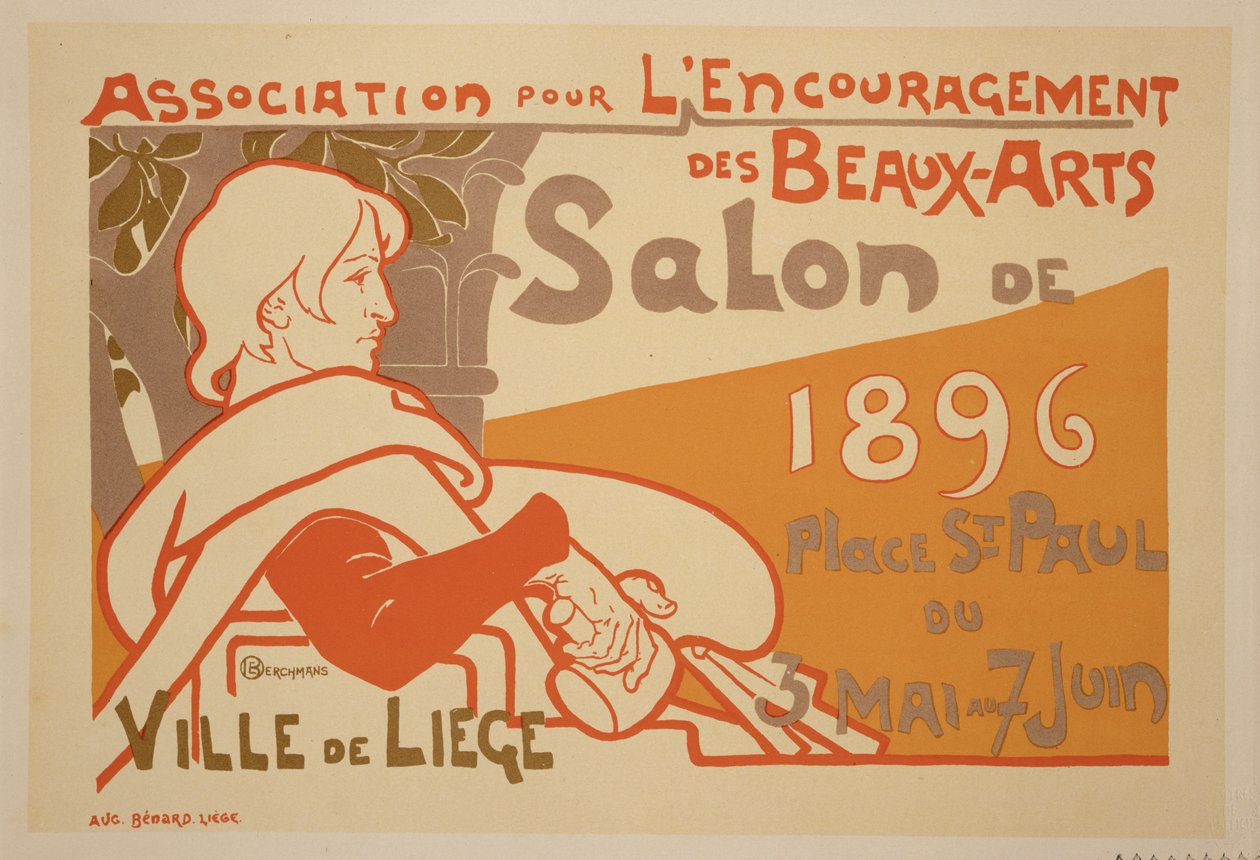 Association pour L'Encouragement
des Beaux-Arts
Salon de
1896
Place St Paul
du
3 Mai au 7 Juin
Berchmans
Ville de Liege
Aug. Bénard. Liège.